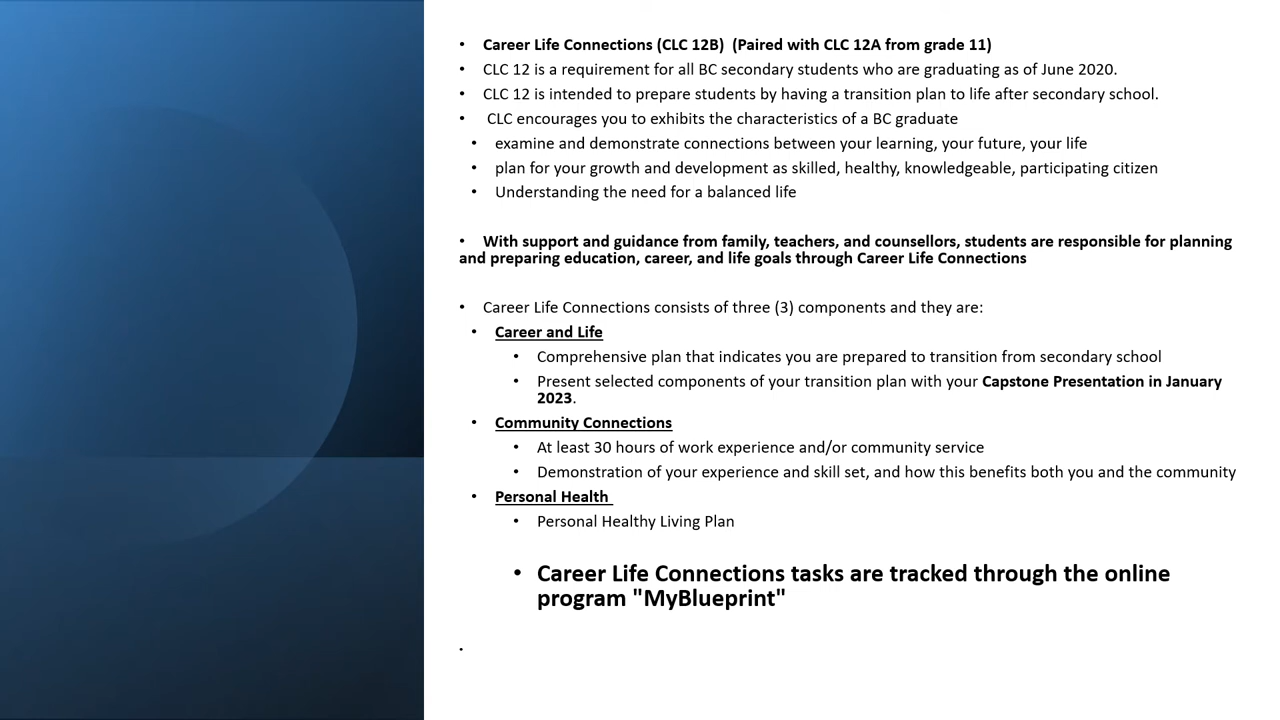 • Career Life Connections (CLC 12B)  (Paired with CLC 12A from grade 11)
• CLC 12 is a requirement for all BC secondary students who are graduating as of June 2020.
• CLC 12 is intended to prepare students by having a transition plan to life after secondary school.
• CLC encourages you to exhibits the characteristics of a BC graduate
• examine and demonstrate connections between your learning, your future, your life
• plan for your growth and development as skilled, healthy, knowledgeable, participating citizen
• Understanding the need for a balanced life
• With support and guidance from family, teachers, and counsellors, students are responsible for planning
and preparing education, career, and life goals through Career Life Connections
• Career Life Connections consists of three (3) components and they are:
• Career and Life
• Comprehensive plan that indicates you are prepared to transition from secondary school
• Present selected components of your transition plan with your Capstone Presentation in January
2023.
• Community Connections
• At least 30 hours of work experience and/or community service
• Demonstration of your experience and skill set, and how this benefits both you and the community
• Personal Health
• Personal Healthy Living Plan
• Career Life Connections tasks are tracked through the online
program "MyBlueprint"
•